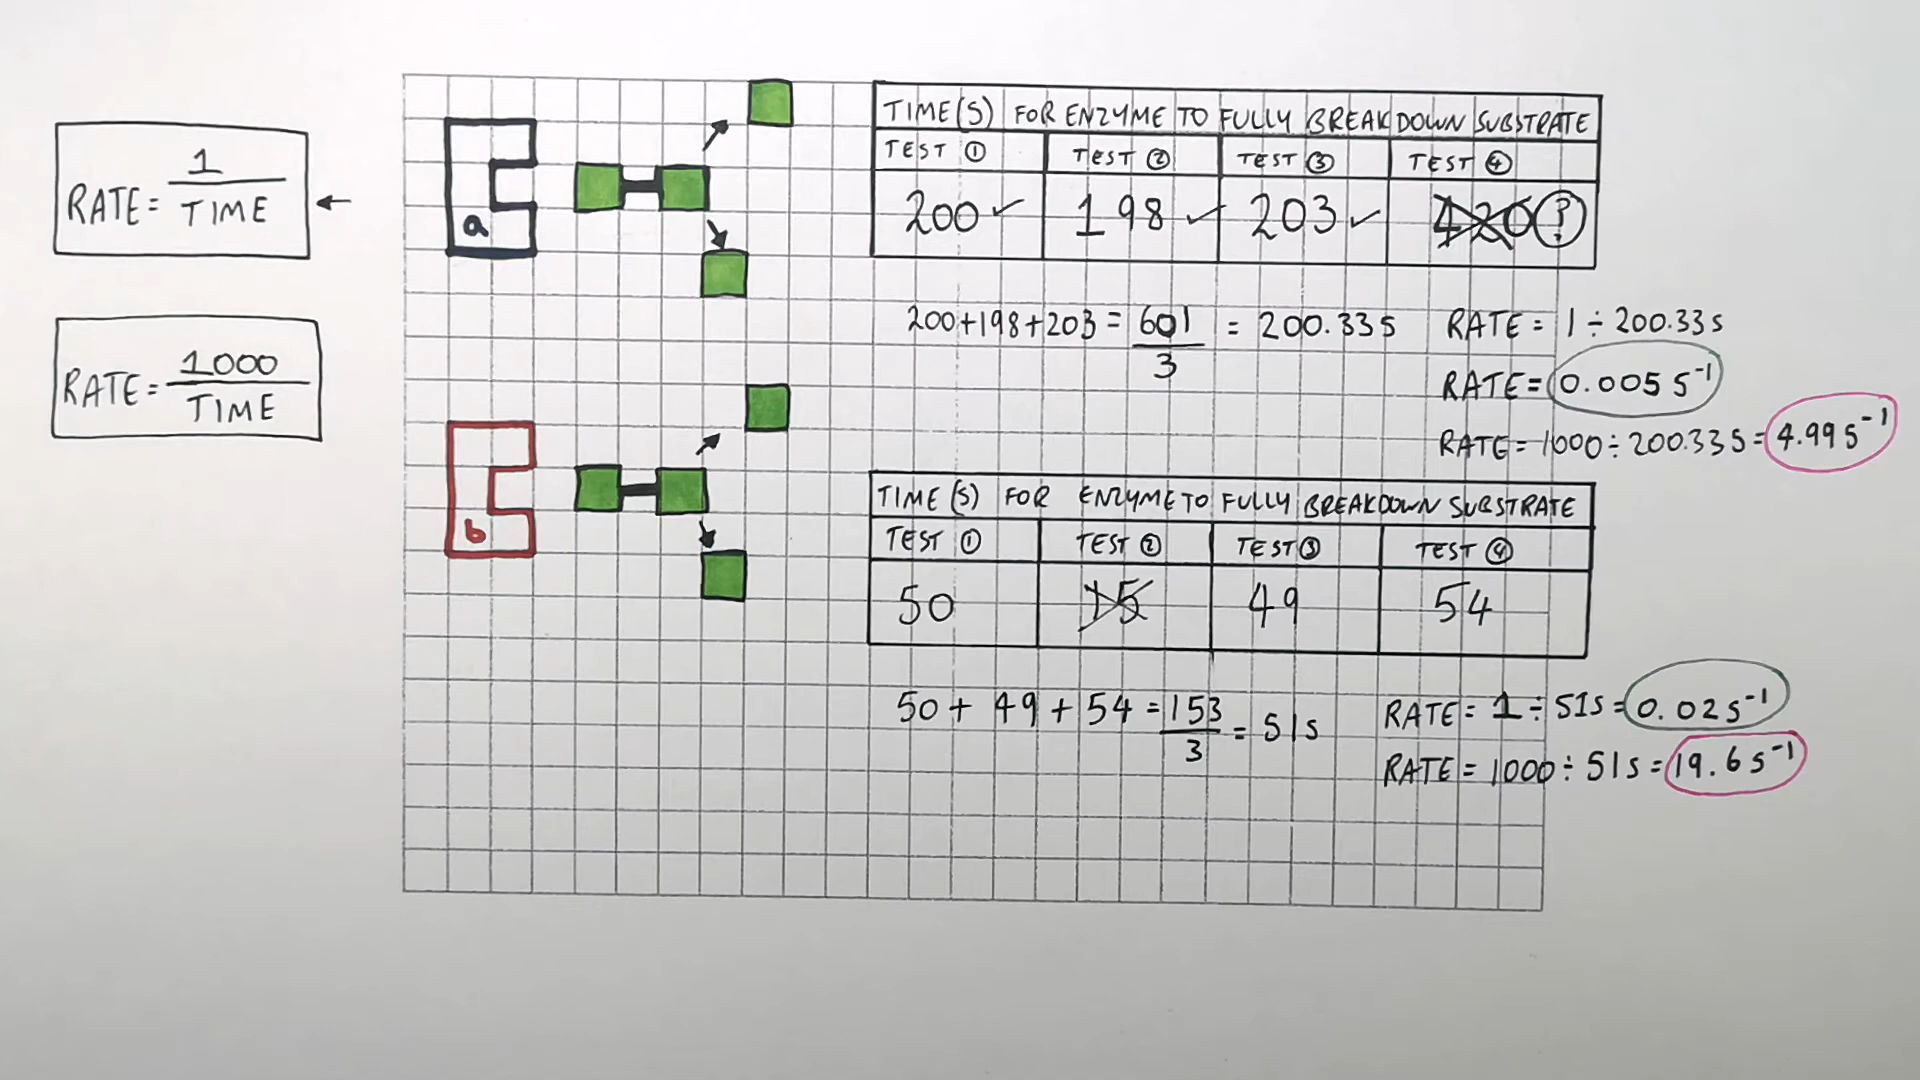 RATE = 1
TIME
RATE = 1000
TIME
a
TIME(S) FOR ENZYME TO FULLY BREAKDOWN SUBSTRATE
TEST ① TEST ② TEST ③ TEST ④
200 ✓ 198 ✓ 203 ✓ 420 ?
200+198+203 = 601 = 200.33s
3
RATE = 1 ÷ 200.33s
RATE = 0.005 s⁻¹
RATE = 1000 ÷ 200.33s = 4.99 s⁻¹
b
TIME (S) FOR ENZYME TO FULLY BREAKDOWN SUBSTRATE
TEST ① TEST ② TEST ③ TEST ④
50 15 49 54
50 + 49 + 54 = 153 = 51s
3
RATE = 1 ÷ 51s = 0.02 s⁻¹
RATE = 1000 ÷ 51s = 19.6 s⁻¹